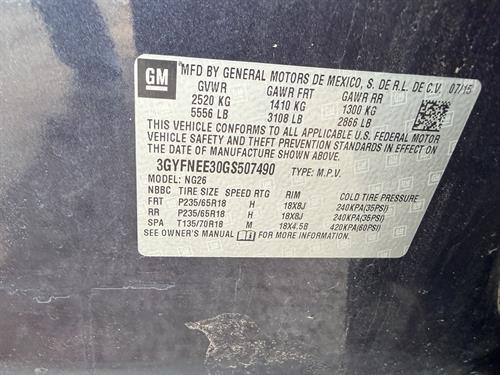 GM
MFD BY GENERAL MOTORS DE MEXICO, S. DE R.L. DE C.V. 07/15
GVWR GAWR FRT GAWR RR
2520 KG 1410 KG 1300 KG
5556 LB 3108 LB 2866 LB
THIS VEHICLE CONFORMS TO ALL APPLICABLE U.S. FEDERAL MOTOR
VEHICLE SAFETY AND THEFT PREVENTION STANDARDS IN EFFECT ON
THE DATE OF MANUFACTURE SHOWN ABOVE.
3GYFNEE30GS507490 TYPE: M.P.V.
MODEL: NG26
NBBC TIRE SIZE SPEED RTG RIM COLD TIRE PRESSURE
FRT P235/65R18 H 18X8J 240KPA(35PSI)
RR P235/65R18 H 18X8J 240KPA(35PSI)
SPA T135/70R18 M 18X4.5B 420KPA(60PSI)
SEE OWNER'S MANUAL FOR MORE INFORMATION